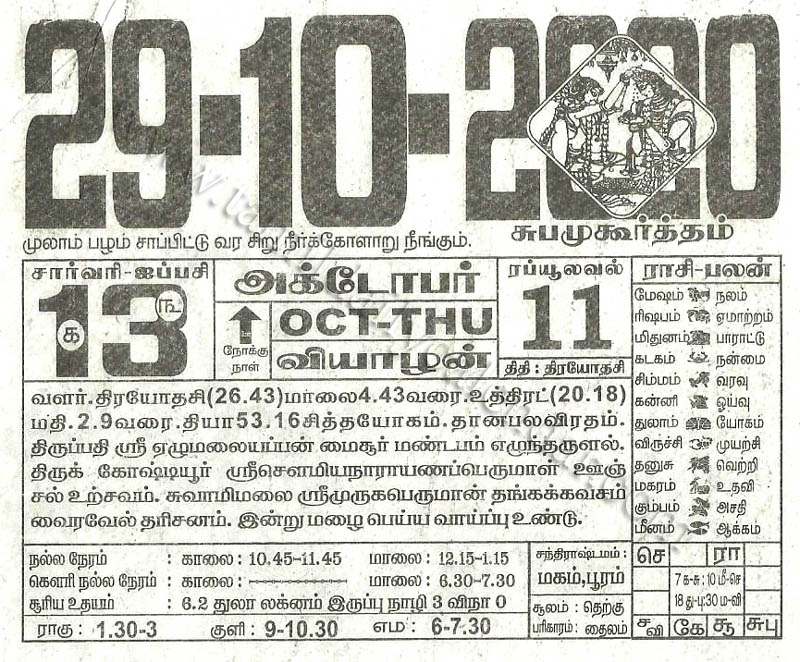 29-10-2020
முலாம் பழம் சாப்பிட்டு வர சிறு நீர்க்கோளாறு நீங்கும்.
சுபமுகூர்த்தம்
சார்வரி-ஐப்பசி
13
க ௩
அக்டோபர்
நோக்கு நாள்
OCT-THU
வியாழன்
ரப்யூலவல்
11
திதி : திரயோதசி
வளர். திரயோதசி (26.43) மாலை 4.43 வரை. உத்திரட் (20.18)
மதி. 2.9 வரை. தியா 53.16 சித்தயோகம். தானபலவிரதம்.
திருப்பதி ஸ்ரீ ஏழுமலையப்பன் மைசூர் மண்டபம் எழுந்தருளல்.
திருக் கோஷ்டியூர் ஸ்ரீசௌமியநாராயணப்பெருமாள் ஊஞ்
சல் உற்சவம். சுவாமிமலை ஸ்ரீமுருகபெருமான் தங்கக்கவசம்
வைரவேல் தரிசனம். இன்று மழை பெய்ய வாய்ப்பு உண்டு.
ராசி-பலன்
மேஷம் நலம்
ரிஷபம் ஏமாற்றம்
மிதுனம் பாராட்டு
கடகம் நன்மை
சிம்மம் வரவு
கன்னி ஓய்வு
துலாம் யோகம்
விருச்சி முயற்சி
தனுசு வெற்றி
மகரம் உதவி
கும்பம் அசதி
மீனம் ஆக்கம்
நல்ல நேரம் : காலை: 10.45-11.45 மாலை: 12.15-1.15
கௌரி நல்ல நேரம் : காலை: ---------- மாலை: 6.30-7.30
சூரிய உதயம் : 6.2 துலா லக்னம் இருப்பு நாழி 3 விநா 0
ராகு : 1.30-3 குளி : 9-10.30 எம : 6-7.30
சந்திராஷ்டமம் :
மகம்,பூரம்
சூலம் : தெற்கு
பரிகாரம் : தைலம்
செ ரா
7 க-சு; 10 மீ-செ
18 து-பு; 30 ம-வி
சுவி கே சூ சுபு